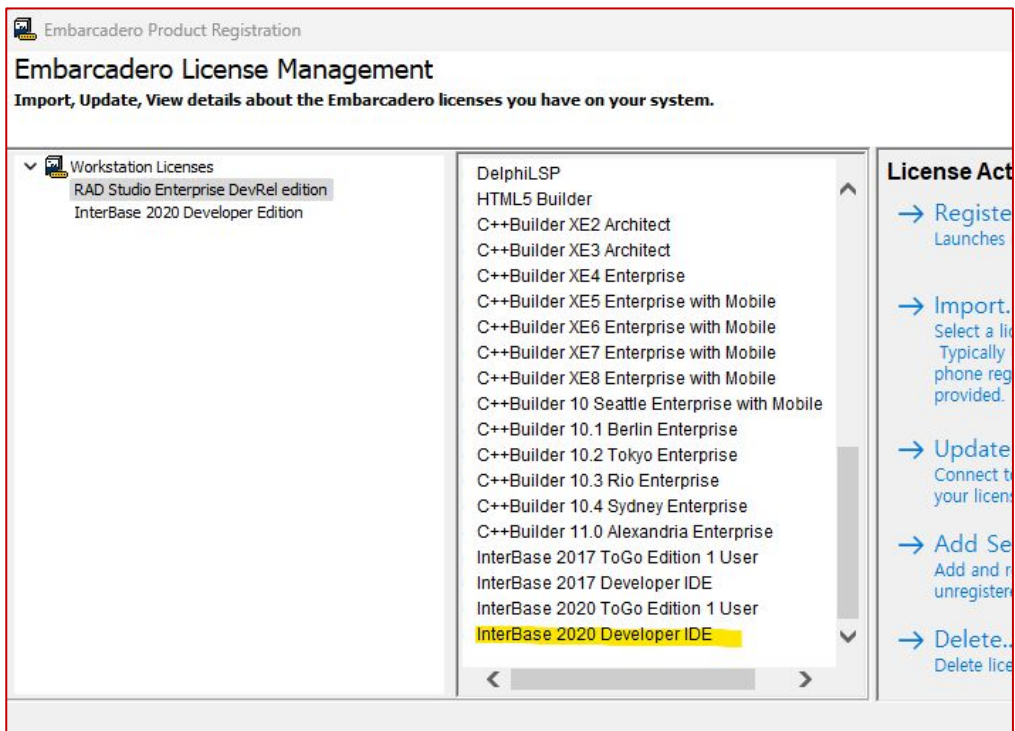 Embarcadero Product Registration
Embarcadero License Management
Import, Update, View details about the Embarcadero licenses you have on your system.
Workstation Licenses
RAD Studio Enterprise DevRel edition
InterBase 2020 Developer Edition
DelphiLSP
HTML5 Builder
C++Builder XE2 Architect
C++Builder XE3 Architect
C++Builder XE4 Enterprise
C++Builder XE5 Enterprise with Mobile
C++Builder XE6 Enterprise with Mobile
C++Builder XE7 Enterprise with Mobile
C++Builder XE8 Enterprise with Mobile
C++Builder 10 Seattle Enterprise with Mobile
C++Builder 10.1 Berlin Enterprise
C++Builder 10.2 Tokyo Enterprise
C++Builder 10.3 Rio Enterprise
C++Builder 10.4 Sydney Enterprise
C++Builder 11.0 Alexandria Enterprise
InterBase 2017 ToGo Edition 1 User
InterBase 2017 Developer IDE
InterBase 2020 ToGo Edition 1 User
InterBase 2020 Developer IDE
License Act
Registe
Launches
Import.
Select a lic
Typically
phone reg
provided.
Update
Connect to
your licens
Add Se
Add and r
unregistere
Delete..
Delete lice